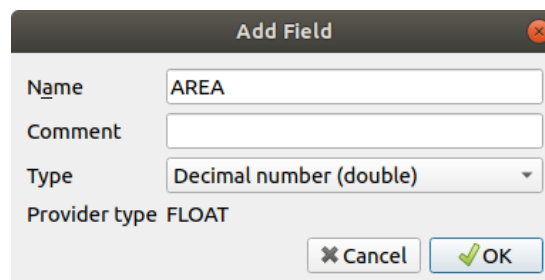 Add Field
Name AREA
Comment
Type Decimal number (double)
Provider type FLOAT
Cancel OK